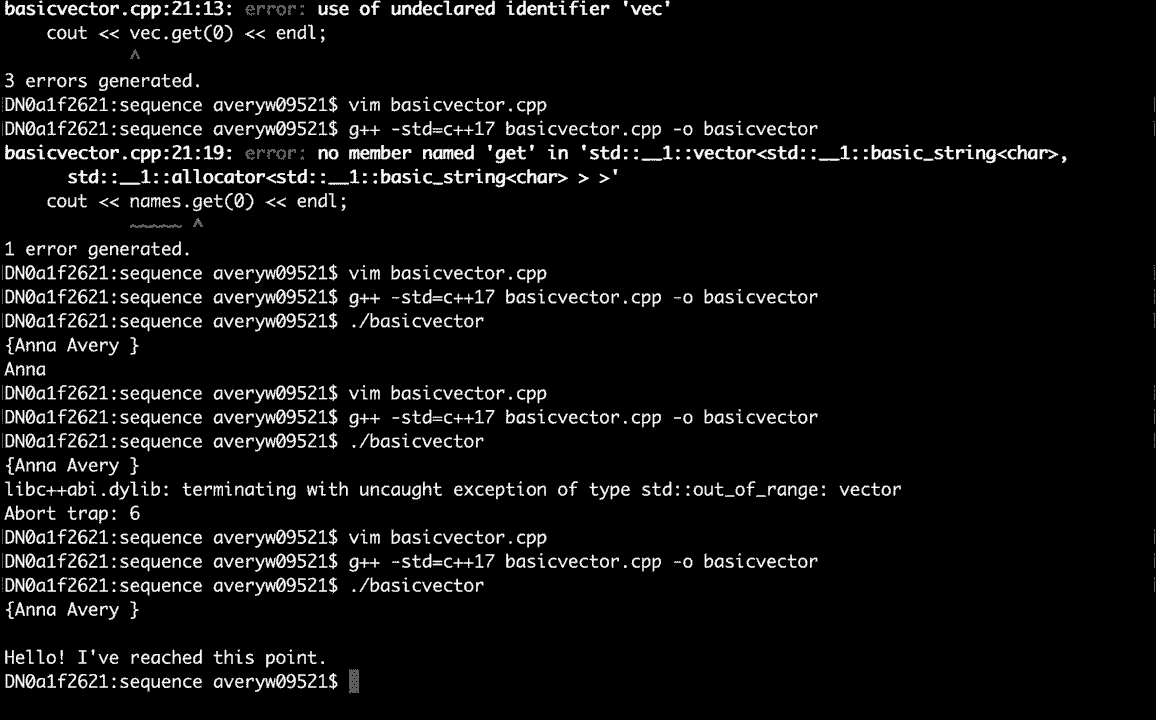 basicvector.cpp:21:13: error: use of undeclared identifier 'vec'
    cout << vec.get(0) << endl;
            ^
3 errors generated.
DN0a1f2621:sequence averyw09521$ vim basicvector.cpp
DN0a1f2621:sequence averyw09521$ g++ -std=c++17 basicvector.cpp -o basicvector
basicvector.cpp:21:19: error: no member named 'get' in 'std::__1::vector<std::__1::basic_string<char>,
      std::__1::allocator<std::__1::basic_string<char> > >'
    cout << names.get(0) << endl;
            ~~~~~ ^
1 error generated.
DN0a1f2621:sequence averyw09521$ vim basicvector.cpp
DN0a1f2621:sequence averyw09521$ g++ -std=c++17 basicvector.cpp -o basicvector
DN0a1f2621:sequence averyw09521$ ./basicvector
{Anna Avery }
Anna
DN0a1f2621:sequence averyw09521$ vim basicvector.cpp
DN0a1f2621:sequence averyw09521$ g++ -std=c++17 basicvector.cpp -o basicvector
DN0a1f2621:sequence averyw09521$ ./basicvector
{Anna Avery }
libc++abi.dylib: terminating with uncaught exception of type std::out_of_range: vector
Abort trap: 6
DN0a1f2621:sequence averyw09521$ vim basicvector.cpp
DN0a1f2621:sequence averyw09521$ g++ -std=c++17 basicvector.cpp -o basicvector
DN0a1f2621:sequence averyw09521$ ./basicvector
{Anna Avery }

Hello! I've reached this point.
DN0a1f2621:sequence averyw09521$